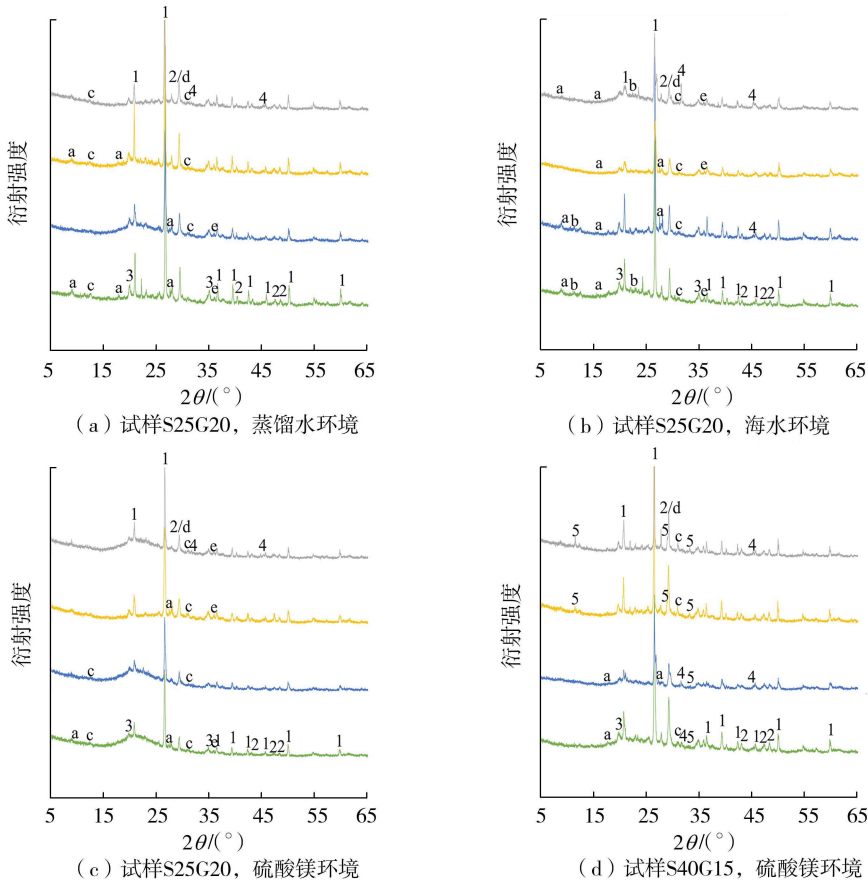 1
c 1 2/d c 4 4
a c a c
a c e
a c 3 a c 3 e 1 1 2 1 1 2 2 1 1
衍射强度
5 15 25 35 45 55 65
2θ/(°)
(a)试样S25G20，蒸馏水环境
1
a a 1 b 2/d c 4 e 4
a a c e
a b a a c 4
a b a 3 b c 3 e 1 1 1 2 1 2 2 1 1
衍射强度
5 15 25 35 45 55 65
2θ/(°)
(b)试样S25G20，海水环境
1
1 2/d c 4 e 4
a c e
c c
a c 3 a c 3 e 1 1 1 2 1 2 2 1 1
衍射强度
5 15 25 35 45 55 65
2θ/(°)
(c)试样S25G20，硫酸镁环境
1
5 1 2/d 5 c 5 4
5 5 c 5
a a 4 5 4
a 3 c 4 5 1 1 1 2 1 2 2 1 1
衍射强度
5 15 25 35 45 55 65
2θ/(°)
(d)试样S40G15，硫酸镁环境